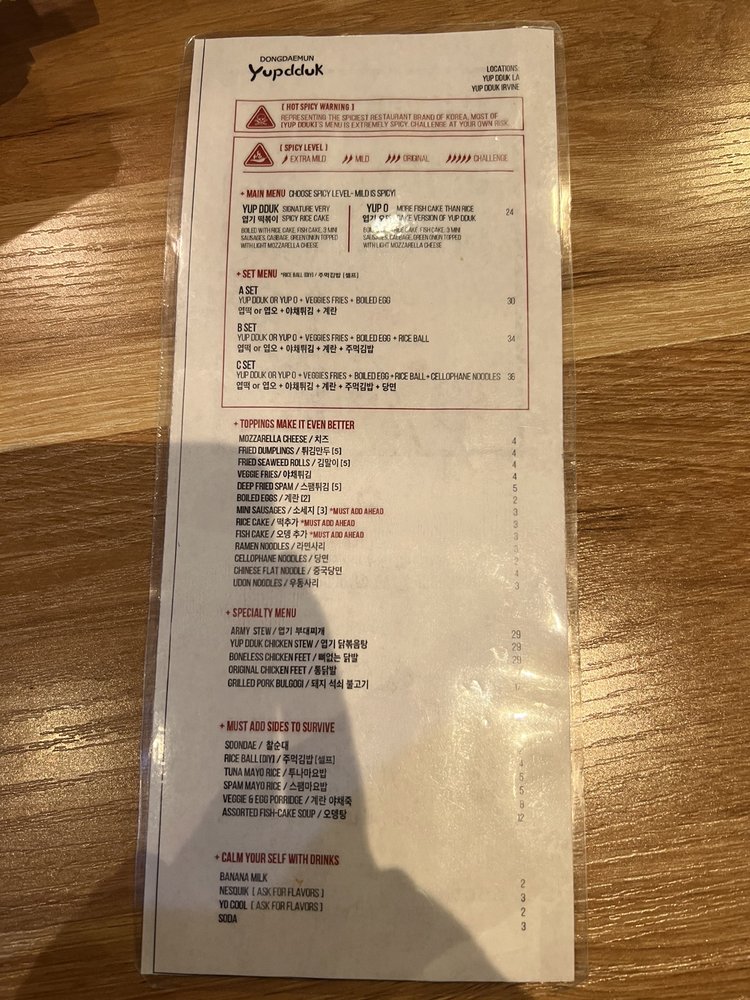 DONGDAEMUN
Yupdduk
LOCATIONS:
YUP DDUK LA
YUP DDUK IRVINE
[ HOT SPICY WARNING ]
REPRESENTING THE SPICIEST RESTAURANT BRAND OF KOREA, MOST OF
[YUP DDUK]'S MENU IS EXTREMELY SPICY. CHALLENGE AT YOUR OWN RISK.
[ SPICY LEVEL ]
EXTRA MILD MILD ORIGINAL CHALLENGE
+ MAIN MENU CHOOSE SPICY LEVEL- MILD IS SPICY!
YUP DDUK SIGNATURE VERY
엽기 떡볶이 SPICY RICE CAKE
BOILED WITH RICE CAKE, FISH CAKE, 3 MINI
SAUSAGES, CABBAGE, GREEN ONION TOPPED
WITH LIGHT MOZZARELLA CHEESE
YUP O MORE FISH CAKE THAN RICE 24
엽기 CAKE VERSION OF YUP DDUK
RICE CAKE, FISH CAKE, 3 MINI
SAUSAGES, CABBAGE, GREEN ONION TOPPED
WITH LIGHT MOZZARELLA CHEESE
+ SET MENU *RICE BALL (DIY) / 주먹김밥 [셀프]
A SET
YUP DDUK OR YUP O + VEGGIES FRIES + BOILED EGG 30
엽떡 or 엽오 + 야채튀김 + 계란
B SET
YUP DDUK OR YUP O + VEGGIES FRIES + BOILED EGG + RICE BALL 34
엽떡 or 엽오 + 야채튀김 + 계란 + 주먹김밥
C SET
YUP DDUK OR YUP O + VEGGIES FRIES + BOILED EGG +RICE BALL+CELLOPHANE NOODLES 36
엽떡 or 엽오 + 야채튀김 + 계란 + 주먹김밥 + 당면
+ TOPPINGS MAKE IT EVEN BETTER
MOZZARELLA CHEESE / 치즈 4
FRIED DUMPLINGS / 튀김만두 [5] 4
FRIED SEAWEED ROLLS / 김말이 [5] 4
VEGGIE FRIES/ 야채튀김 4
DEEP FRIED SPAM / 스팸튀김 [5] 5
BOILED EGGS / 계란 [2] 2
MINI SAUSAGES / 소세지 [3] *MUST ADD AHEAD 3
RICE CAKE / 떡추가 *MUST ADD AHEAD 3
FISH CAKE / 오뎅 추가 *MUST ADD AHEAD 3
RAMEN NOODLES / 라면사리 3
CELLOPHANE NOODLES / 당면 2
CHINESE FLAT NOODLE / 중국당면 4
UDON NOODLES / 우동사리 3
+ SPECIALTY MENU
ARMY STEW / 엽기 부대찌개 29
YUP DDUK CHICKEN STEW / 엽기 닭볶음탕 29
BONELESS CHICKEN FEET / 뼈없는 닭발 29
ORIGINAL CHICKEN FEET / 통닭발
GRILLED PORK BULGOGI / 돼지 석쇠 불고기
+ MUST ADD SIDES TO SURVIVE
SOONDAE / 찰순대
RICE BALL (DIY) / 주먹김밥 [셀프] 4
TUNA MAYO RICE / 투나마요밥 5
SPAM MAYO RICE / 스팸마요밥 5
VEGGIE & EGG PORRIDGE / 계란 야채죽 8
ASSORTED FISH-CAKE SOUP / 오뎅탕 12
+ CALM YOUR SELF WITH DRINKS
BANANA MILK 2
NESQUIK [ ASK FOR FLAVORS ] 3
YO COOL [ ASK FOR FLAVORS ] 2
SODA 3